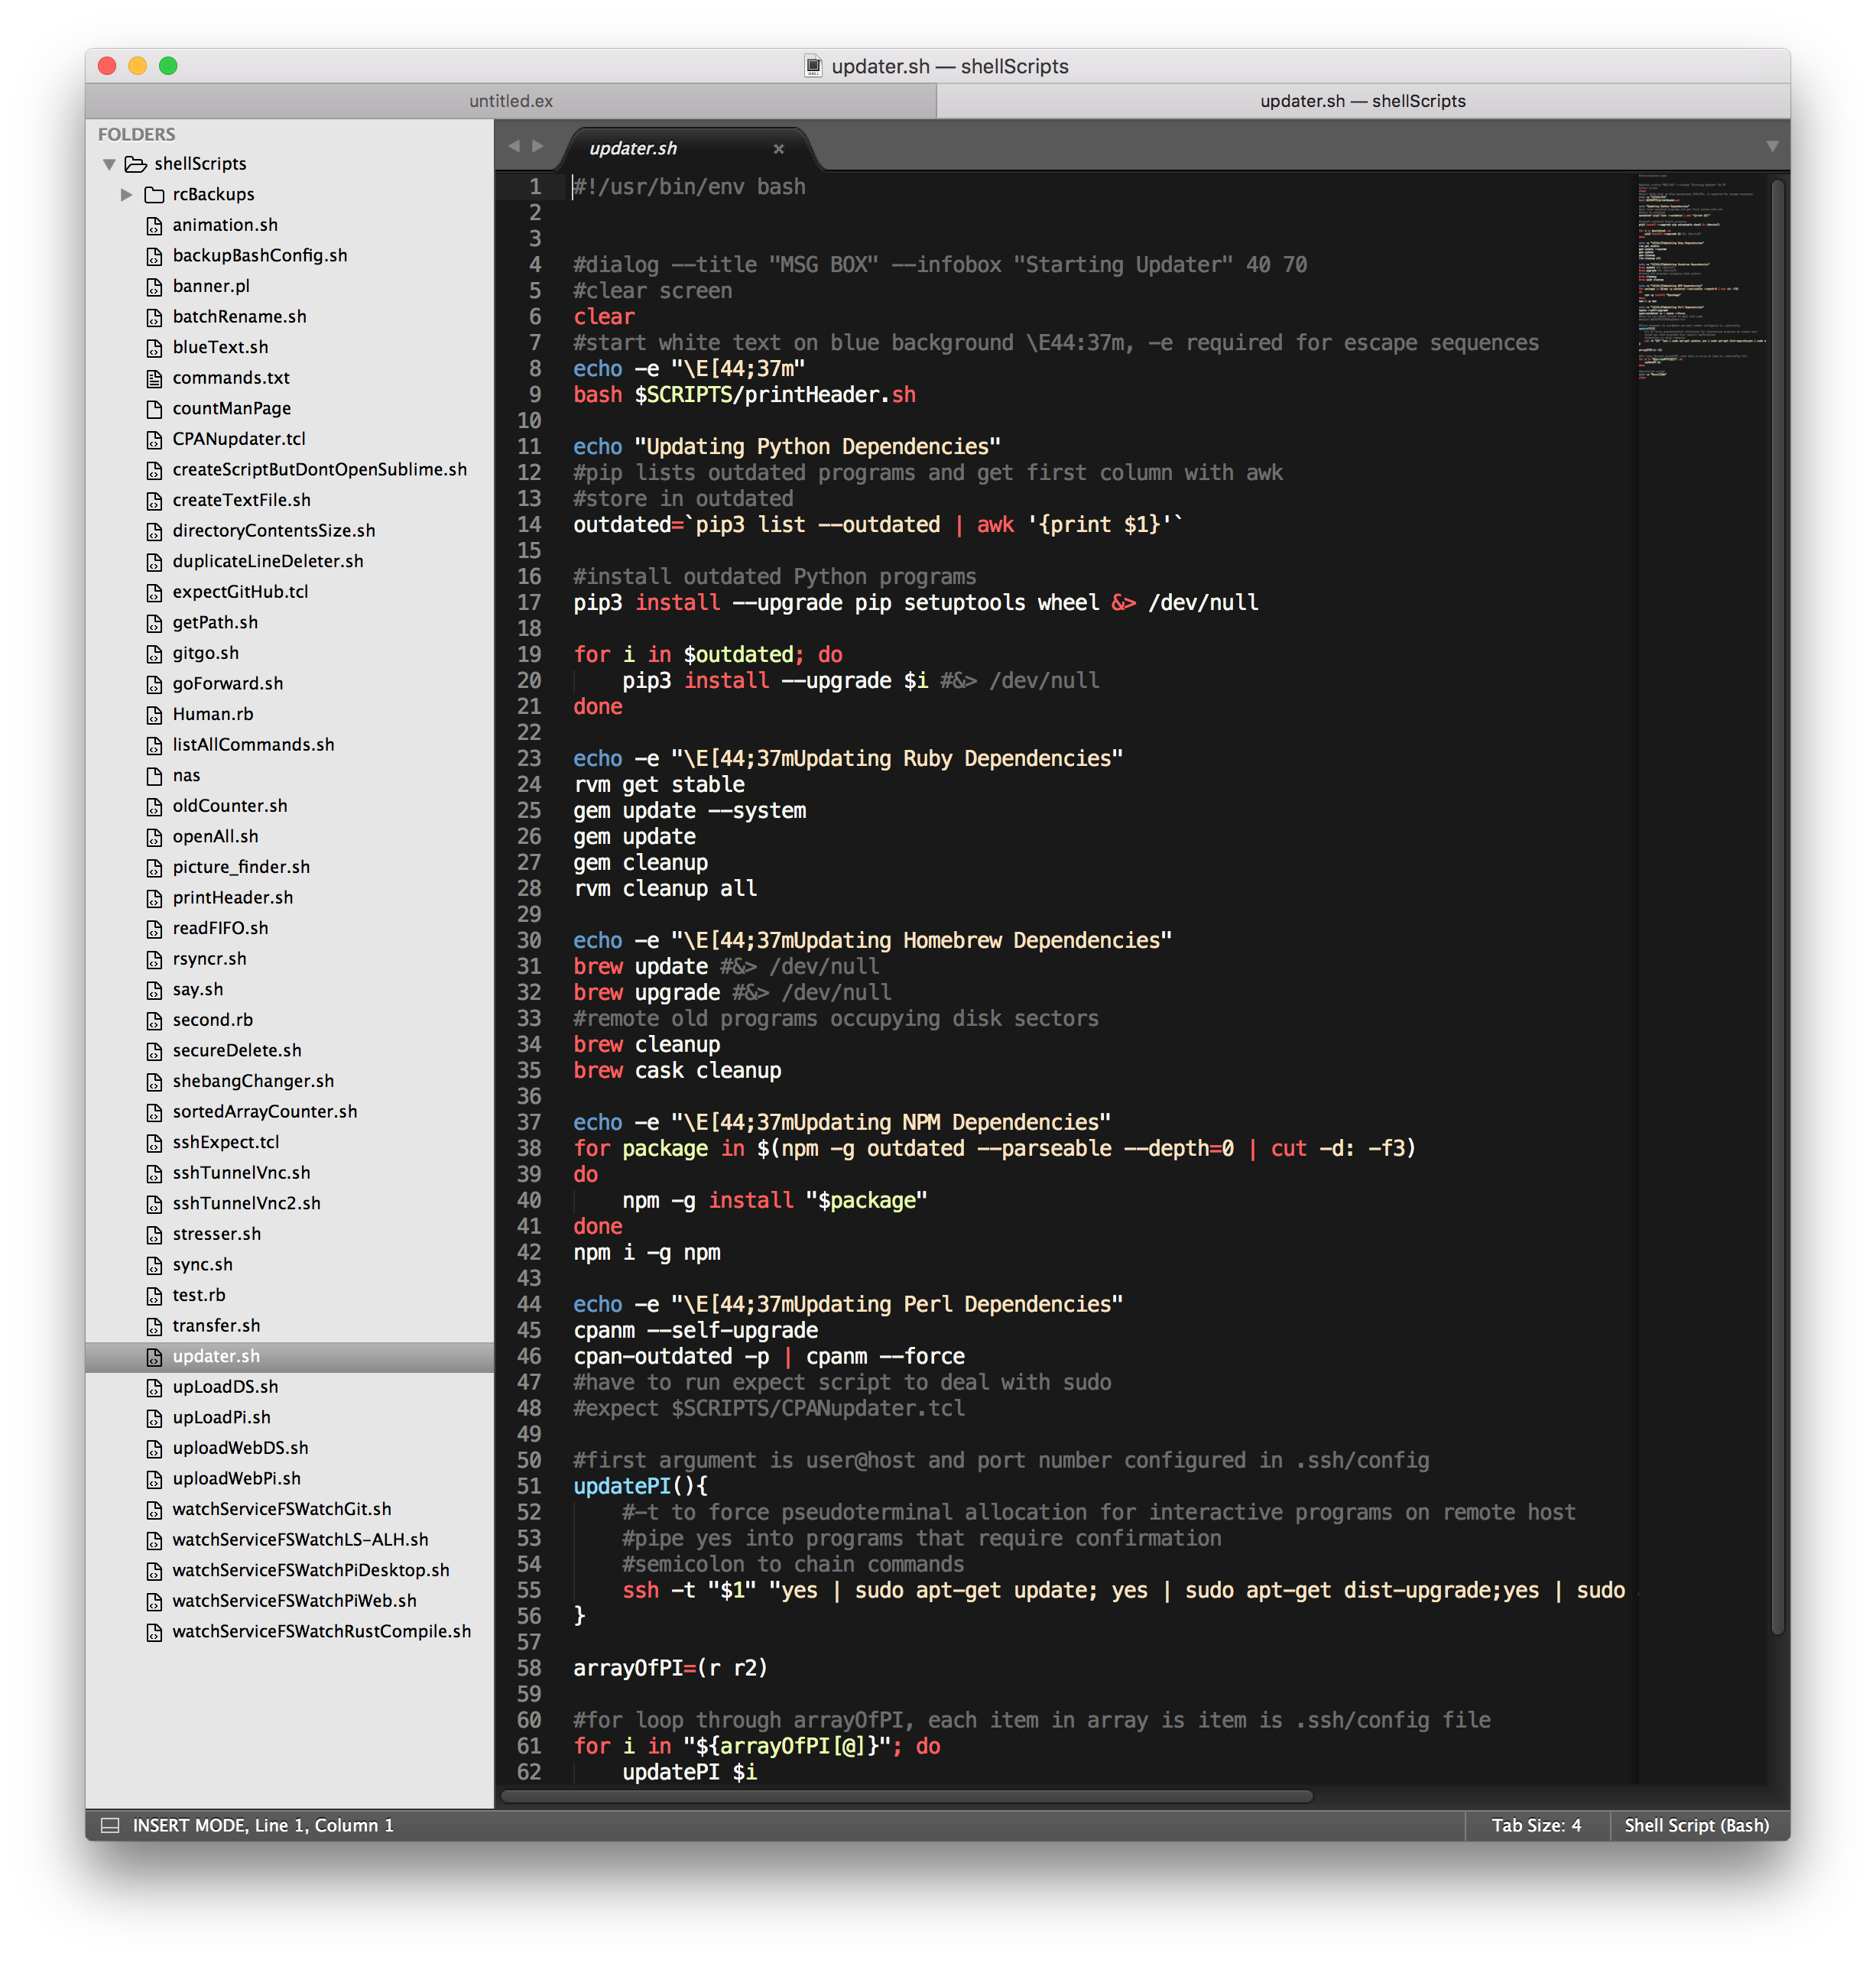 updater.sh — shellScripts
untitled.ex
updater.sh — shellScripts
FOLDERS
shellScripts
rcBackups
animation.sh
backupBashConfig.sh
banner.pl
batchRename.sh
blueText.sh
commands.txt
countManPage
CPANupdater.tcl
createScriptButDontOpenSublime.sh
createTextFile.sh
directoryContentsSize.sh
duplicateLineDeleter.sh
expectGitHub.tcl
getPath.sh
gitgo.sh
goForward.sh
Human.rb
listAllCommands.sh
nas
oldCounter.sh
openAll.sh
picture_finder.sh
printHeader.sh
readFIFO.sh
rsyncr.sh
say.sh
second.rb
secureDelete.sh
shebangChanger.sh
sortedArrayCounter.sh
sshExpect.tcl
sshTunnelVnc.sh
sshTunnelVnc2.sh
stresser.sh
sync.sh
test.rb
transfer.sh
updater.sh
upLoadDS.sh
upLoadPi.sh
uploadWebDS.sh
uploadWebPi.sh
watchServiceFSWatchGit.sh
watchServiceFSWatchLS-ALH.sh
watchServiceFSWatchPiDesktop.sh
watchServiceFSWatchPiWeb.sh
watchServiceFSWatchRustCompile.sh
updater.sh
1 #!/usr/bin/env bash
2
3
4 #dialog --title "MSG BOX" --infobox "Starting Updater" 40 70
5 #clear screen
6 clear
7 #start white text on blue background \E44:37m, -e required for escape sequences
8 echo -e "\E[44;37m"
9 bash $SCRIPTS/printHeader.sh
10
11 echo "Updating Python Dependencies"
12 #pip lists outdated programs and get first column with awk
13 #store in outdated
14 outdated=`pip3 list --outdated | awk '{print $1}'`
15
16 #install outdated Python programs
17 pip3 install --upgrade pip setuptools wheel &> /dev/null
18
19 for i in $outdated; do
20 pip3 install --upgrade $i #&> /dev/null
21 done
22
23 echo -e "\E[44;37mUpdating Ruby Dependencies"
24 rvm get stable
25 gem update --system
26 gem update
27 gem cleanup
28 rvm cleanup all
29
30 echo -e "\E[44;37mUpdating Homebrew Dependencies"
31 brew update #&> /dev/null
32 brew upgrade #&> /dev/null
33 #remote old programs occupying disk sectors
34 brew cleanup
35 brew cask cleanup
36
37 echo -e "\E[44;37mUpdating NPM Dependencies"
38 for package in $(npm -g outdated --parseable --depth=0 | cut -d: -f3)
39 do
40 npm -g install "$package"
41 done
42 npm i -g npm
43
44 echo -e "\E[44;37mUpdating Perl Dependencies"
45 cpanm --self-upgrade
46 cpan-outdated -p | cpanm --force
47 #have to run expect script to deal with sudo
48 #expect $SCRIPTS/CPANupdater.tcl
49
50 #first argument is user@host and port number configured in .ssh/config
51 updatePI(){
52 #-t to force pseudoterminal allocation for interactive programs on remote host
53 #pipe yes into programs that require confirmation
54 #semicolon to chain commands
55 ssh -t "$1" "yes | sudo apt-get update; yes | sudo apt-get dist-upgrade;yes | sudo
56 }
57
58 arrayOfPI=(r r2)
59
60 #for loop through arrayOfPI, each item in array is item is .ssh/config file
61 for i in "${arrayOfPI[@]}"; do
62 updatePI $i
INSERT MODE, Line 1, Column 1
Tab Size: 4
Shell Script (Bash)